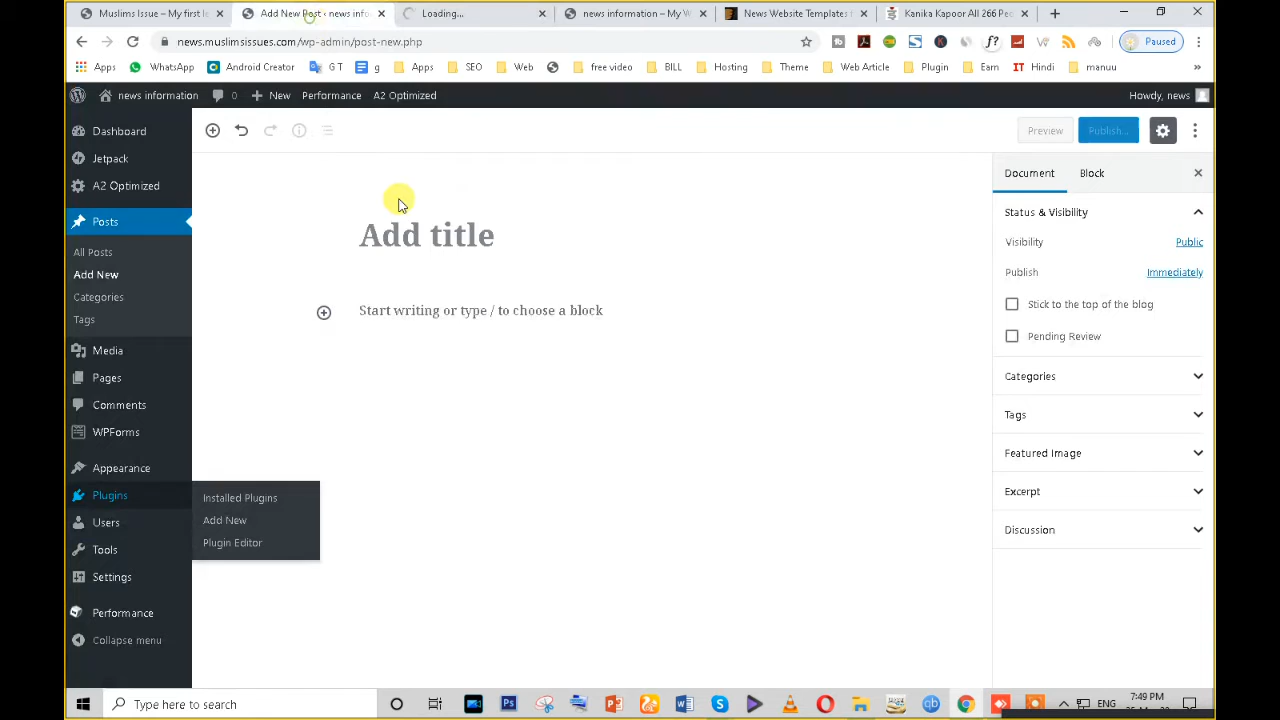 Muslims Issue – My first l
Add New Post ‹ news info
Loading...
news information – My W
News Website Templates f
Kanika Kapoor All 266 Pe
news.muslimsissues.com/wp-admin/post-new.php
Paused
Apps
WhatsApp
Android Creator
G T
g
Apps
SEO
Web
free video
BILL
Hosting
Theme
Web Article
Plugin
Earn
Hindi
manuu
news information
0
New
Performance
A2 Optimized
Howdy, news
Dashboard
Jetpack
A2 Optimized
Posts
All Posts
Add New
Categories
Tags
Media
Pages
Comments
WPForms
Appearance
Plugins
Users
Tools
Settings
Performance
Collapse menu
Installed Plugins
Add New
Plugin Editor
Preview
Publish...
Add title
Start writing or type / to choose a block
Document
Block
Status & Visibility
Visibility
Public
Publish
Immediately
Stick to the top of the blog
Pending Review
Categories
Tags
Featured Image
Excerpt
Discussion
Type here to search
ENG
7:49 PM